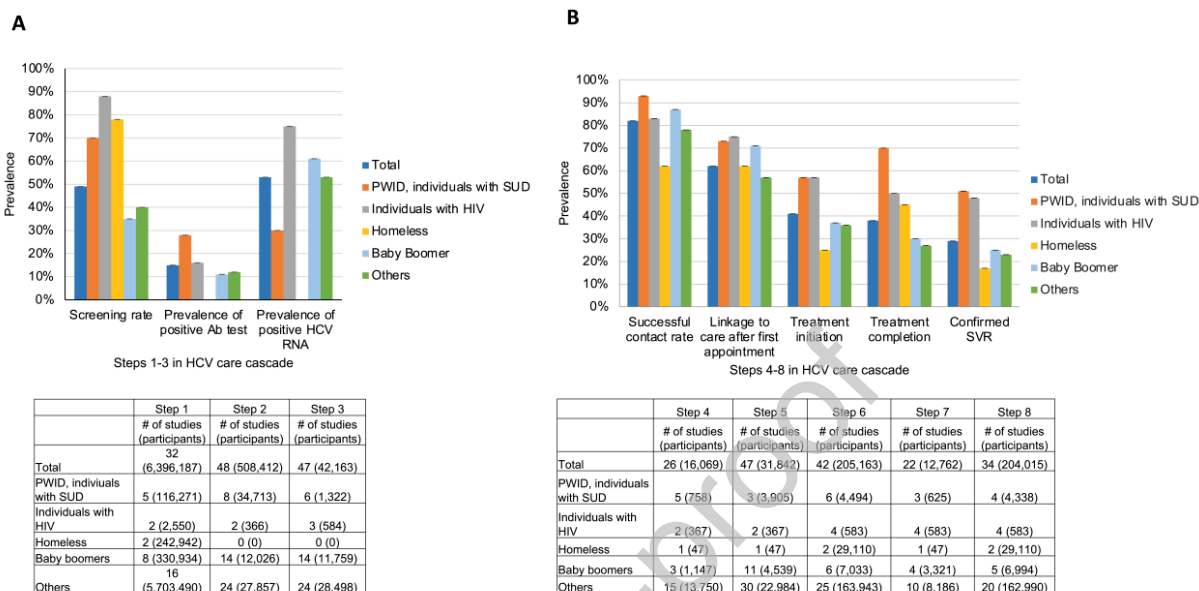 A
100%
90%
80%
70%
60%
50%
40%
30%
20%
10%
0%
Prevalence
Screening rate
Prevalence of
positive Ab test
Prevalence of
positive HCV
RNA
Steps 1-3 in HCV care cascade
Total
PWID, individuals with SUD
Individuals with HIV
Homeless
Baby Boomer
Others
Step 1 Step 2 Step 3
# of studies # of studies # of studies
(participants) (participants) (participants)
32
Total (6,396,187) 48 (508,412) 47 (42,163)
PWID, indiviuals
with SUD 5 (116,271) 8 (34,713) 6 (1,322)
Individuals with
HIV 2 (2,550) 2 (366) 3 (584)
Homeless 2 (242,942) 0 (0) 0 (0)
Baby boomers 8 (330,934) 14 (12,026) 14 (11,759)
16
Others (5,703,490) 24 (27,857) 24 (28,498)
B
100%
90%
80%
70%
60%
50%
40%
30%
20%
10%
0%
Prevalence
Successful
contact rate
Linkage to
care after first
appointment
Treatment
initiation
Treatment
completion
Confirmed
SVR
Steps 4-8 in HCV care cascade
Total
PWID, individuals with SUD
Individuals with HIV
Homeless
Baby Boomer
Others
Step 4 Step 5 Step 6 Step 7 Step 8
# of studies # of studies # of studies # of studies # of studies
(participants) (participants) (participants) (participants) (participants)
Total 26 (16,069) 47 (31,842) 42 (205,163) 22 (12,762) 34 (204,015)
PWID, individuals
with SUD 5 (758) 3 (3,905) 6 (4,494) 3 (625) 4 (4,338)
Individuals with
HIV 2 (367) 2 (367) 4 (583) 4 (583) 4 (583)
Homeless 1 (47) 1 (47) 2 (29,110) 1 (47) 2 (29,110)
Baby boomers 3 (1,147) 11 (4,539) 6 (7,033) 4 (3,321) 5 (6,994)
Others 15 (13,750) 30 (22,984) 25 (163,943) 10 (8,186) 20 (162,990)
proof